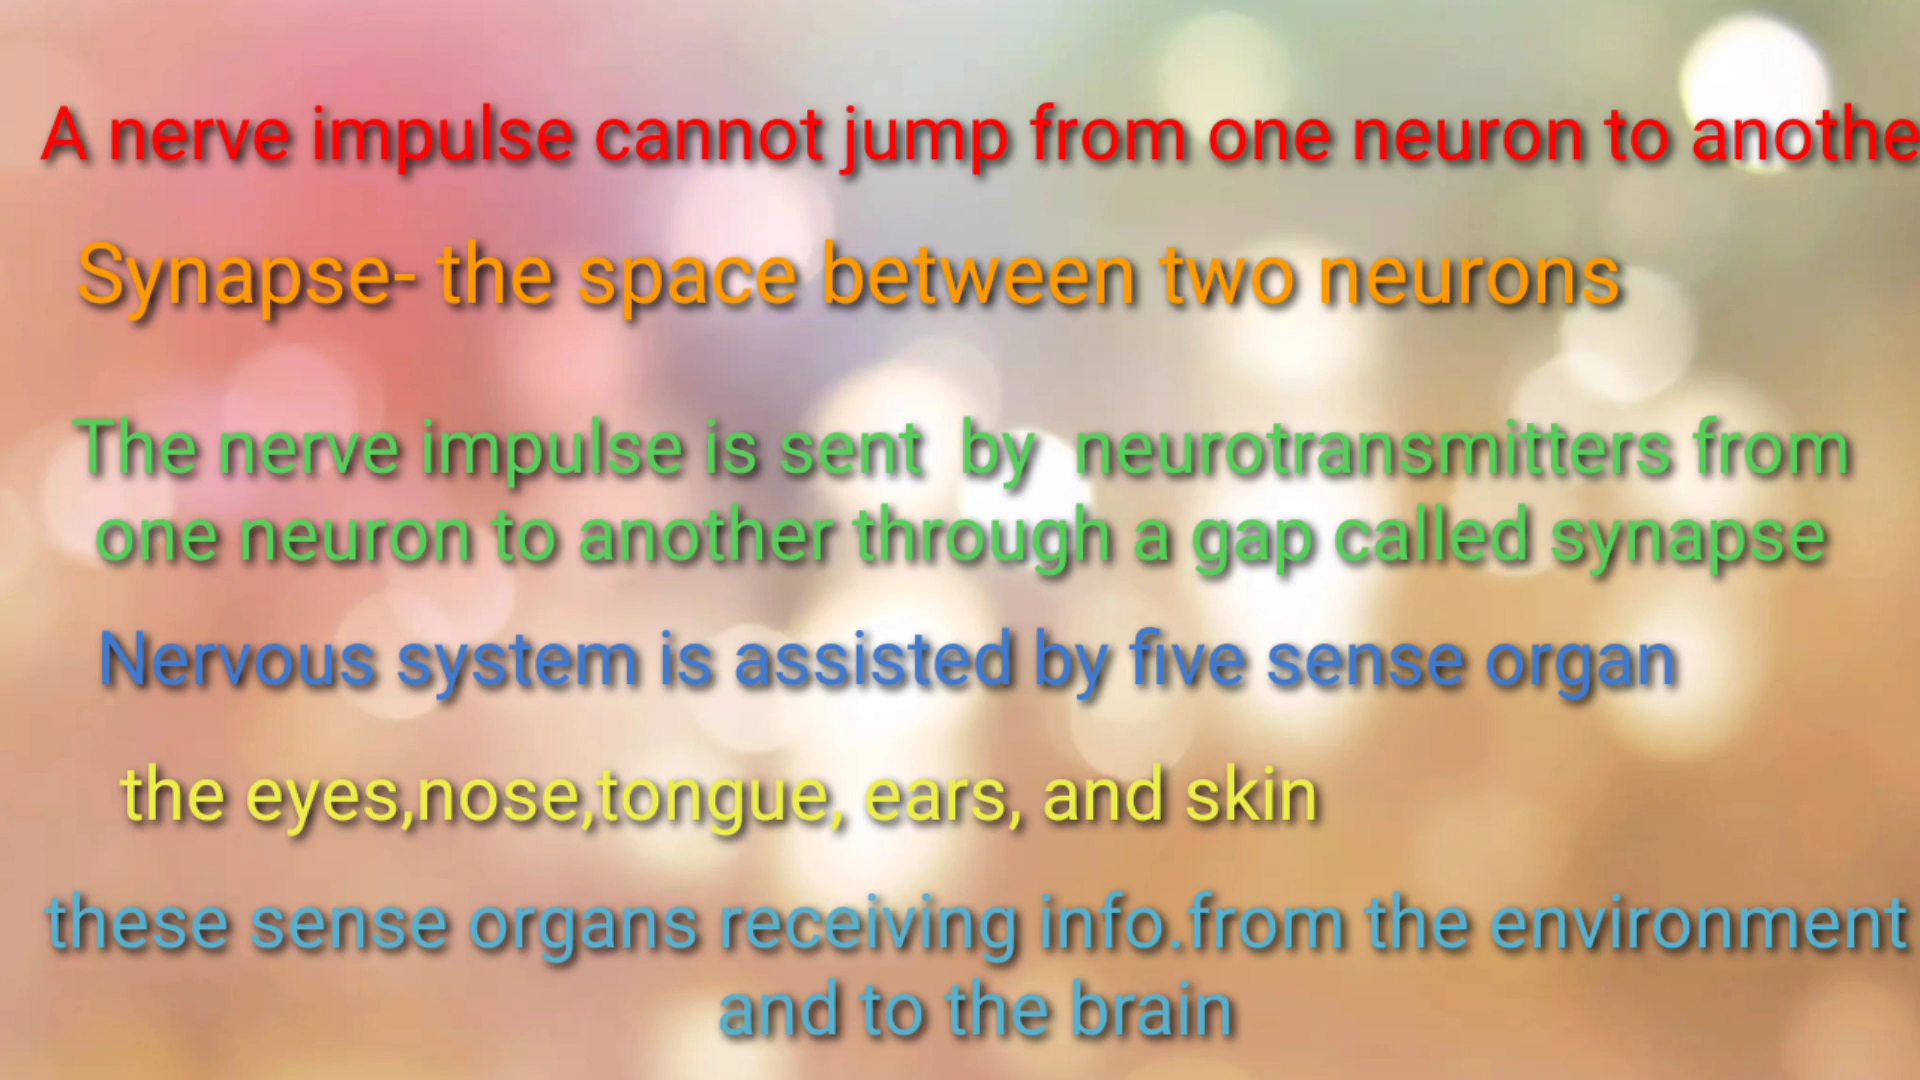 A nerve impulse cannot jump from one neuron to anothe
Synapse- the space between two neurons
The nerve impulse is sent by neurotransmitters from
one neuron to another through a gap called synapse
Nervous system is assisted by five sense organ
the eyes,nose,tongue, ears, and skin
these sense organs receiving info.from the environment
and to the brain